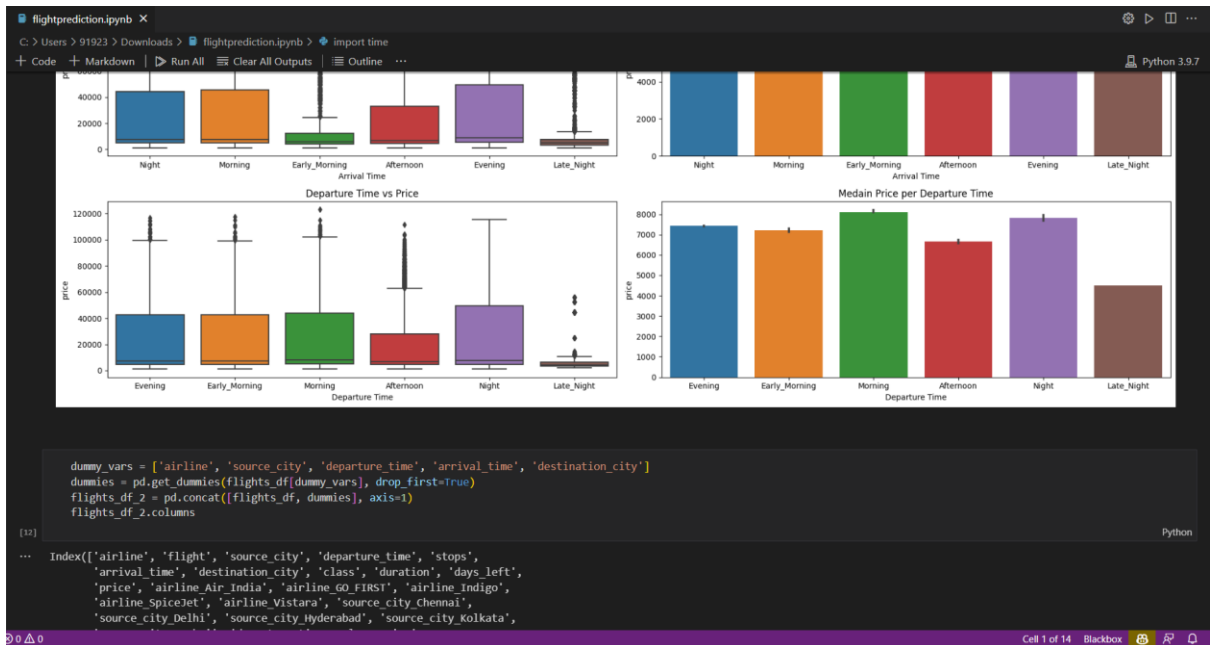 flightprediction.ipynb
C: > Users > 91923 > Downloads > flightprediction.ipynb > import time
+ Code + Markdown | Run All Clear All Outputs | Outline ... Python 3.9.7
40000
20000
0
Night Morning Early_Morning Afternoon Evening Late_Night
Arrival Time
4000
2000
0
Night Morning Early_Morning Afternoon Evening Late_Night
Arrival Time
Departure Time vs Price
120000
100000
80000
60000
40000
20000
0
price
Evening Early_Morning Morning Afternoon Night Late_Night
Departure Time
Medain Price per Departure Time
8000
7000
6000
5000
4000
3000
2000
1000
0
price
Evening Early_Morning Morning Afternoon Night Late_Night
Departure Time
dummy_vars = ['airline', 'source_city', 'departure_time', 'arrival_time', 'destination_city']
dummies = pd.get_dummies(flights_df[dummy_vars], drop_first=True)
flights_df_2 = pd.concat([flights_df, dummies], axis=1)
flights_df_2.columns
[12] Python
... Index(['airline', 'flight', 'source_city', 'departure_time', 'stops',
'arrival_time', 'destination_city', 'class', 'duration', 'days_left',
'price', 'airline_Air_India', 'airline_GO_FIRST', 'airline_Indigo',
'airline_SpiceJet', 'airline_Vistara', 'source_city_Chennai',
'source_city_Delhi', 'source_city_Hyderabad', 'source_city_Kolkata',
0 0 Cell 1 of 14 Blackbox